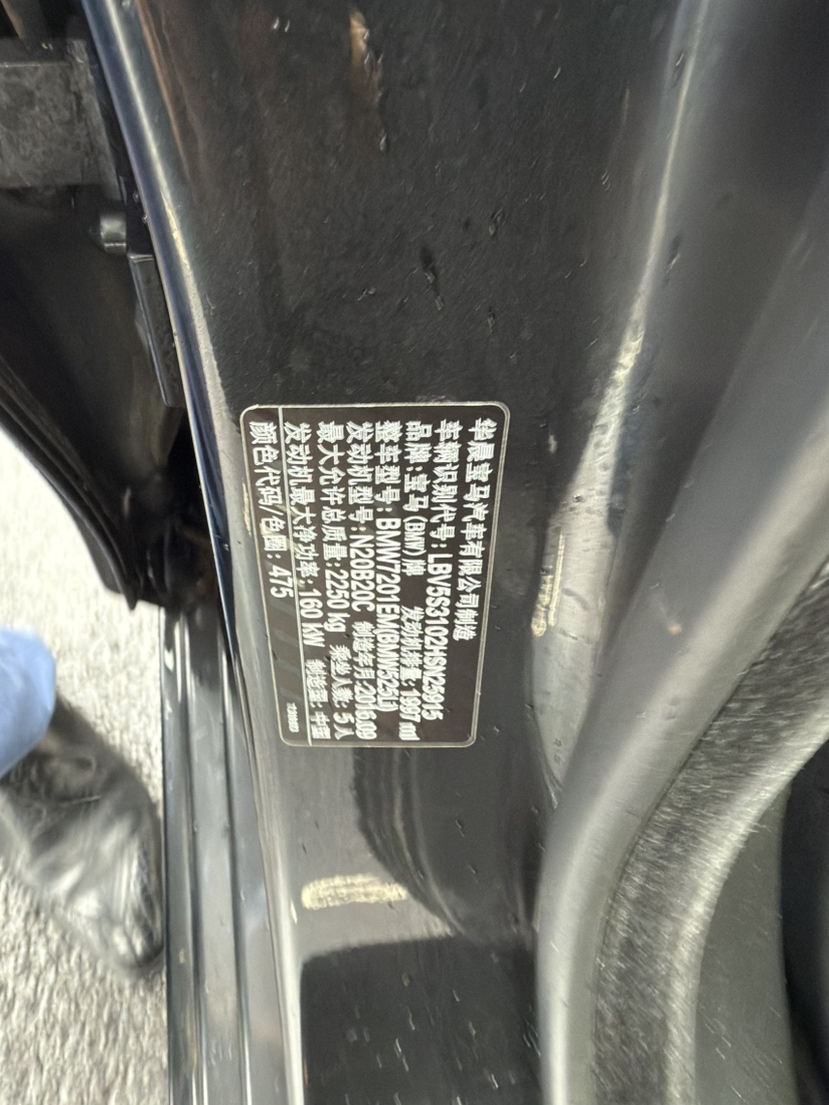 华晨宝马汽车有限公司制造
车辆识别代号: LBV5S3102HSN25915
品牌: 宝马 (BMW) 牌 发动机排量: 1997 ml
整车型号: BMW7201EM(BMW525Li)
发动机型号: N20B20C 制造年月: 2016.09
最大允许总质量: 2250 kg 乘坐人数: 5 人
发动机最大净功率: 160 kW 制造国: 中国
颜色代码/色圈: 475